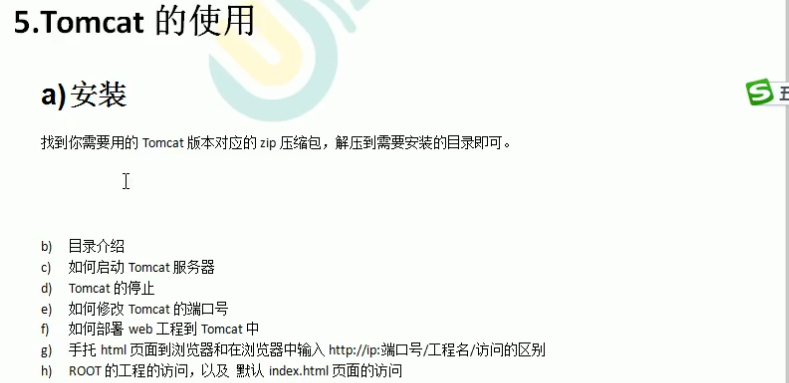 5.Tomcat 的使用
a)安装
找到你需要用的 Tomcat 版本对应的 zip 压缩包，解压到需要安装的目录即可。
b) 目录介绍
c) 如何启动 Tomcat 服务器
d) Tomcat 的停止
e) 如何修改 Tomcat 的端口号
f) 如何部署 web 工程到 Tomcat 中
g) 手托 html 页面到浏览器和在浏览器中输入 http://ip:端口号/工程名/访问的区别
h) ROOT 的工程的访问，以及 默认 index.html 页面的访问